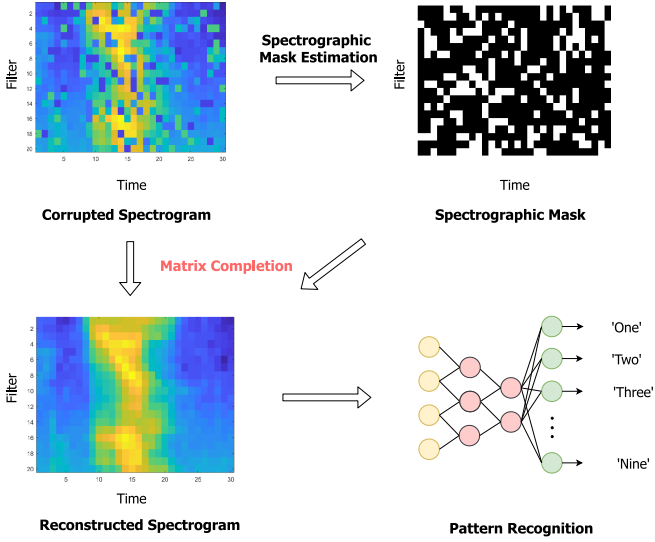 Filter
2
4
6
8
10
12
14
16
18
20
5
10
15
20
25
30
Time
Corrupted Spectrogram
Spectrographic
Mask Estimation
Filter
Time
Spectrographic Mask
Matrix Completion
Filter
2
4
6
8
10
12
14
16
18
20
5
10
15
20
25
30
Time
Reconstructed Spectrogram
'One'
'Two'
'Three'
'Nine'
Pattern Recognition